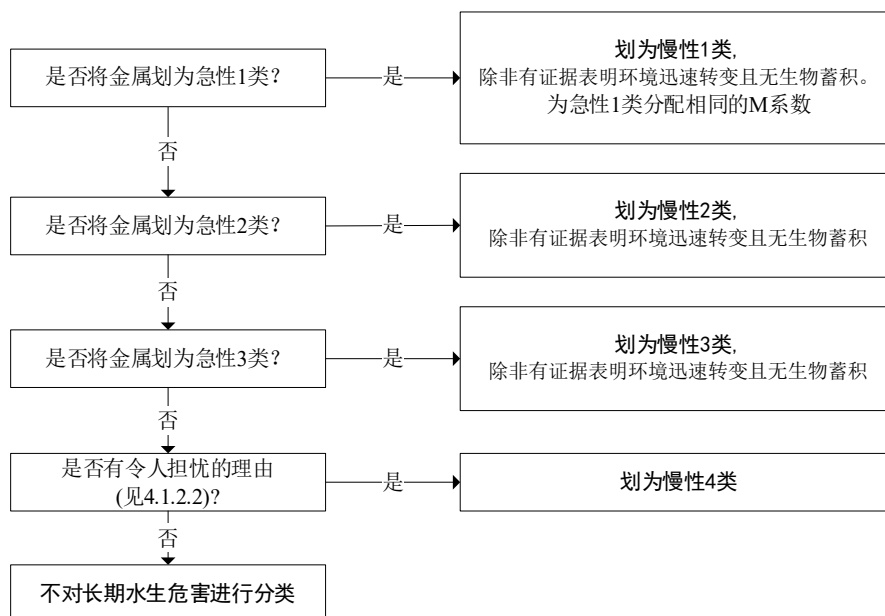 是否将金属划为急性1类?
是
划为慢性1类,
除非有证据表明环境迅速转变且无生物蓄积。
为急性1类分配相同的M系数
否
是否将金属划为急性2类?
是
划为慢性2类,
除非有证据表明环境迅速转变且无生物蓄积
否
是否将金属划为急性3类?
是
划为慢性3类,
除非有证据表明环境迅速转变且无生物蓄积
否
是否有令人担忧的理由
(见4.1.2.2)?
是
划为慢性4类
否
不对长期水生危害进行分类